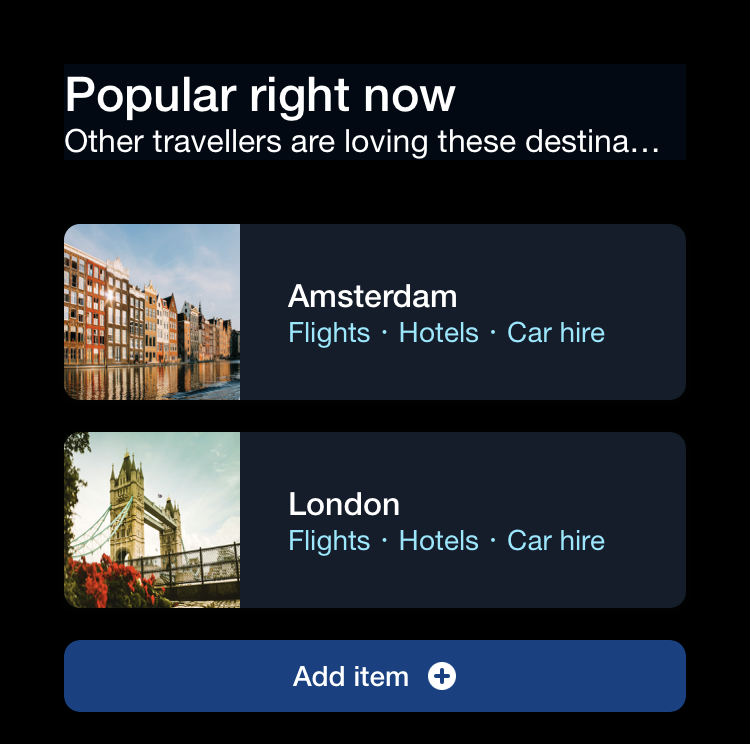 Popular right now
Other travellers are loving these destina…
Amsterdam
Flights · Hotels · Car hire
London
Flights · Hotels · Car hire
Add item